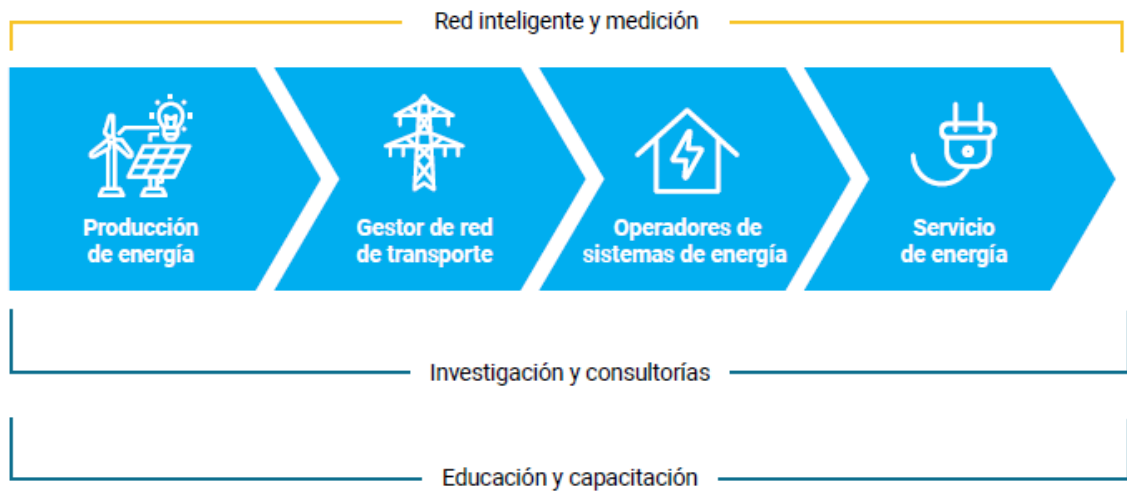 Red inteligente y medición
Producción
de energía
Gestor de red
de transporte
Operadores de
sistemas de energía
Servicio
de energía
Investigación y consultorías
Educación y capacitación